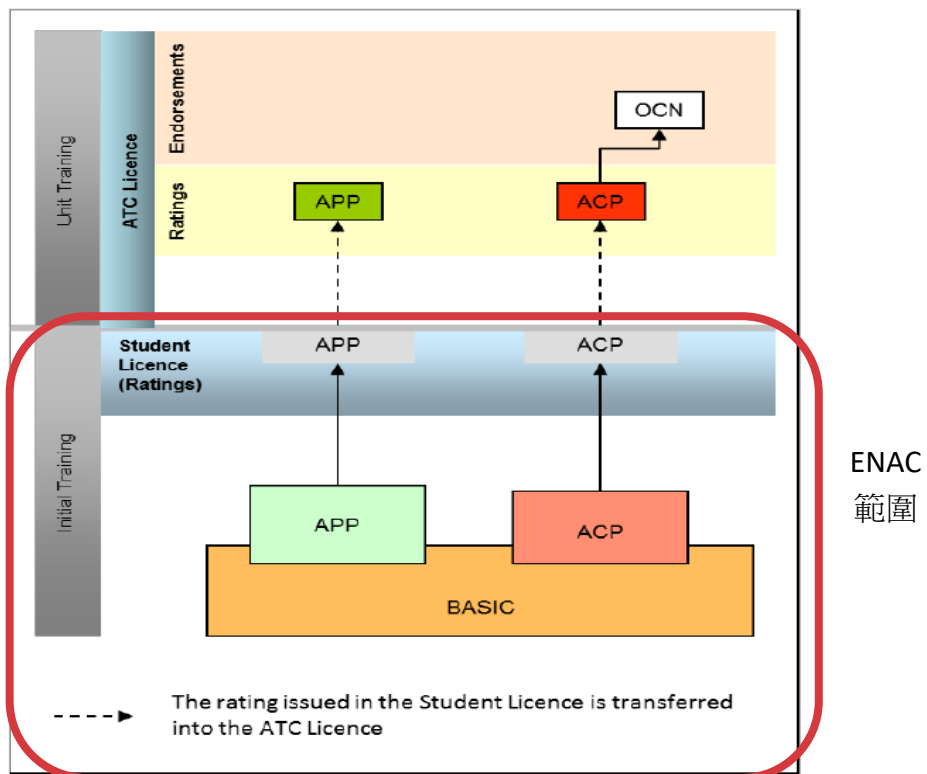 Unit Training
ATC Licence
Endorsements
OCN
Ratings
APP
ACP
Initial Training
Student
Licence
(Ratings)
APP
ACP
APP
ACP
BASIC
The rating issued in the Student Licence is transferred
into the ATC Licence
ENAC
範圍